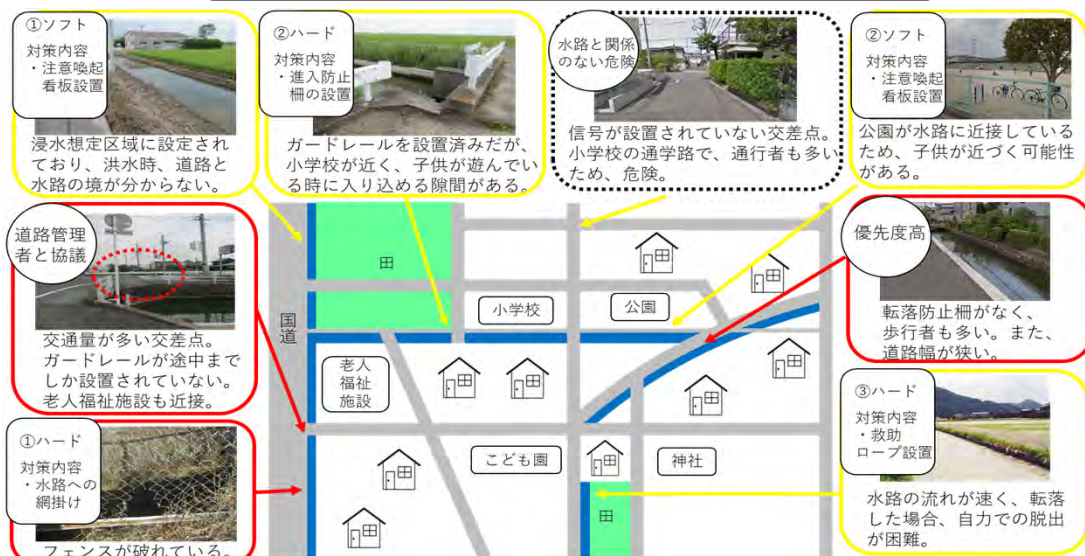 ①ソフト
対策内容
・注意喚起
看板設置
浸水想定区域に設定され
ており、洪水時、道路と
水路の境が分からない。
②ハード
対策内容
・進入防止
柵の設置
ガードレールを設置済みだが、
小学校が近く、子供が遊んでい
る時に入り込める隙間がある。
水路と関係
のない危険
信号が設置されていない交差点。
小学校の通学路で、通行者も多い
ため、危険。
②ソフト
対策内容
・注意喚起
看板設置
公園が水路に近接している
ため、子供が近づく可能性
がある。
道路管理
者と協議
交通量が多い交差点。
ガードレールが途中まで
しか設置されていない。
老人福祉施設も近接。
優先度高
転落防止柵がなく、
歩行者も多い。また、
道路幅が狭い。
①ハード
対策内容
・水路への
網掛け
フェンスが破れている。
③ハード
対策内容
・救助
ロープ設置
水路の流れが速く、転落
した場合、自力での脱出
が困難。
国道
田
小学校
公園
老人
福祉
施設
こども園
神社
田